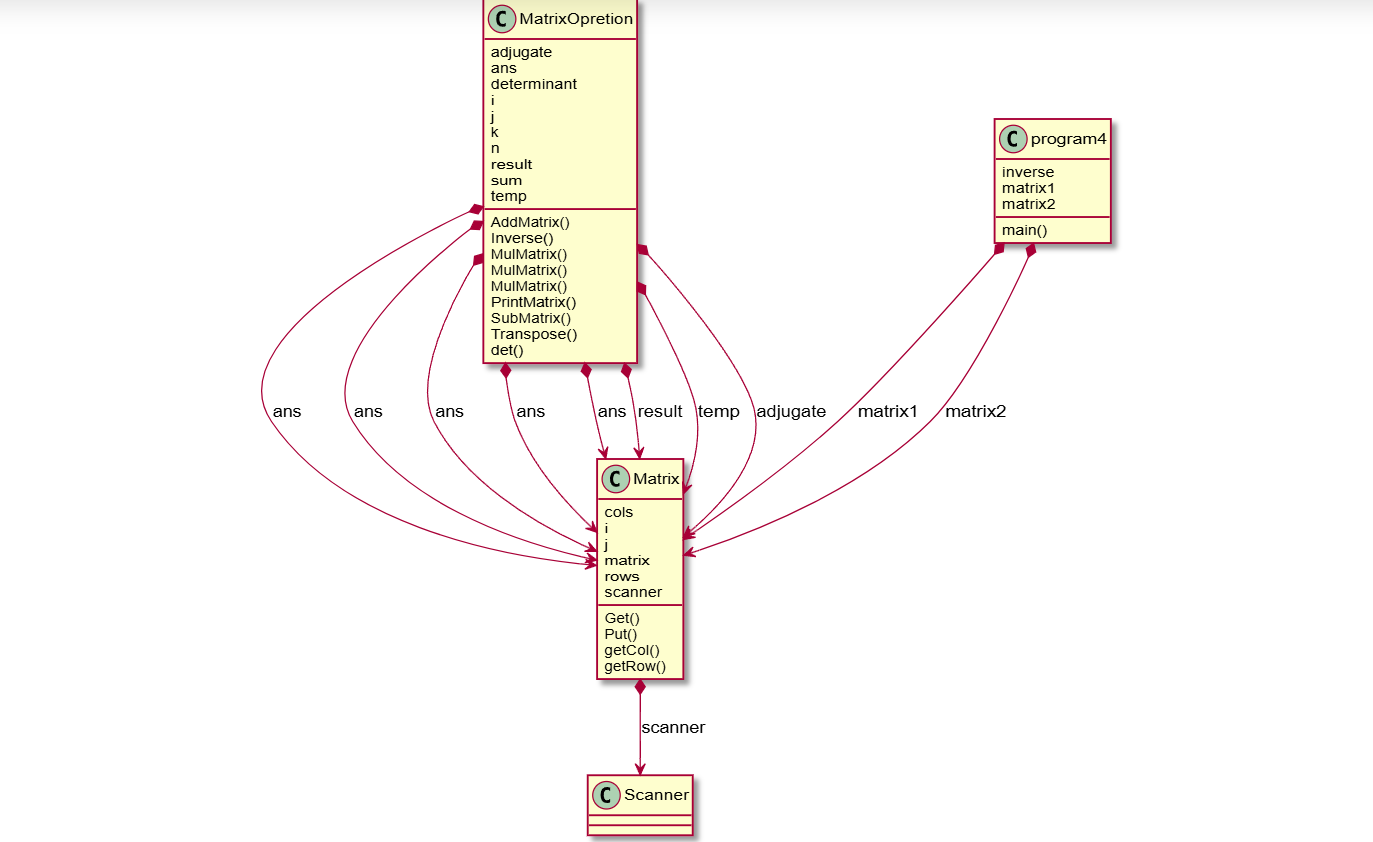 C MatrixOpretion
adjugate
ans
determinant
i
j
k
n
result
sum
temp
AddMatrix()
Inverse()
MulMatrix()
MulMatrix()
MulMatrix()
PrintMatrix()
SubMatrix()
Transpose()
det()
C program4
inverse
matrix1
matrix2
main()
ans ans ans ans ans result temp adjugate matrix1 matrix2
C Matrix
cols
i
j
matrix
rows
scanner
Get()
Put()
getCol()
getRow()
scanner
C Scanner